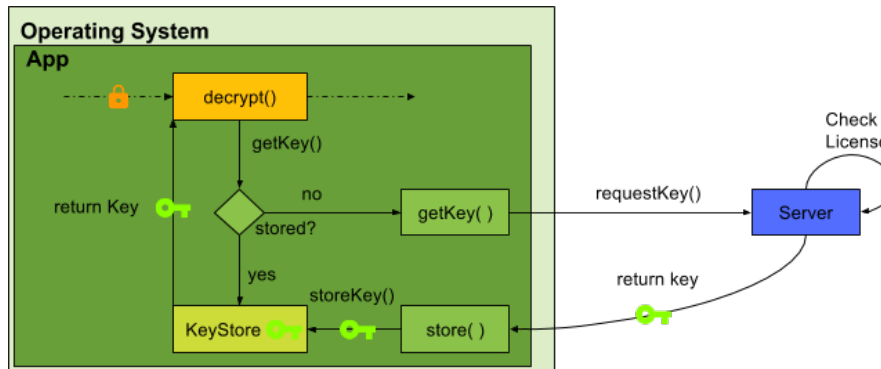 Operating System
App
decrypt()
getKey()
Check
License
return Key
no
requestKey()
getKey( )
Server
stored?
yes
return key
storeKey()
KeyStore
store( )